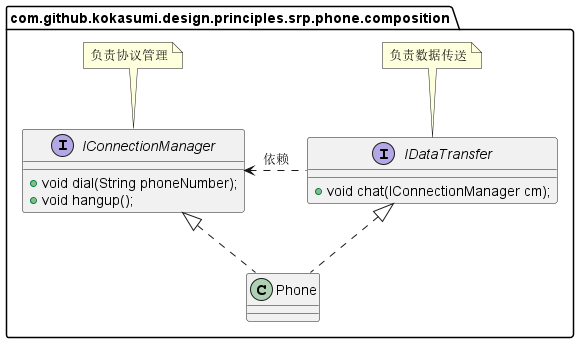 com.github.kokasumi.design.principles.srp.phone.composition
负责协议管理
负责数据传送
I IConnectionManager
void dial(String phoneNumber);
void hangup();
依赖
I IDataTransfer
void chat(IConnectionManager cm);
C Phone